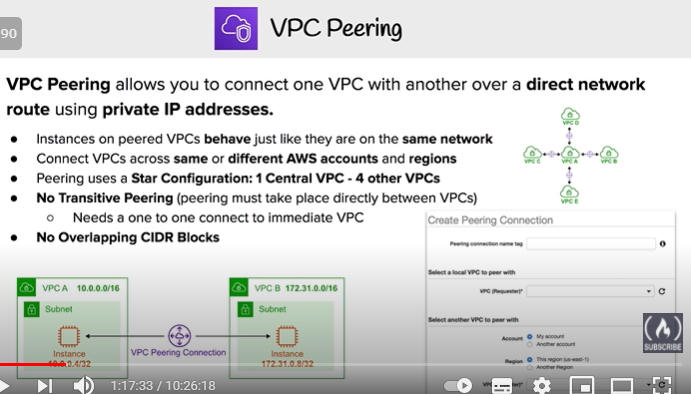 90
VPC Peering
VPC Peering allows you to connect one VPC with another over a direct network
route using private IP addresses.
Instances on peered VPCs behave just like they are on the same network
Connect VPCs across same or different AWS accounts and regions
Peering uses a Star Configuration: 1 Central VPC - 4 other VPCs
No Transitive Peering (peering must take place directly between VPCs)
Needs a one to one connect to immediate VPC
No Overlapping CIDR Blocks
VPC D
VPC C
VPC A
VPC B
VPC E
Create Peering Connection
Peering connection name tag
Select a local VPC to peer with
VPC (Requester)*
Select another VPC to peer with
Account
My account
Another account
Region
This region (us-east-1)
Another Region
VPC A 10.0.0.0/16
Subnet
Instance
VPC Peering Connection
VPC B 172.31.0.0/16
Subnet
Instance
172.31.0.8/32
SUBSCRIBE
1:17:33 / 10:26:18